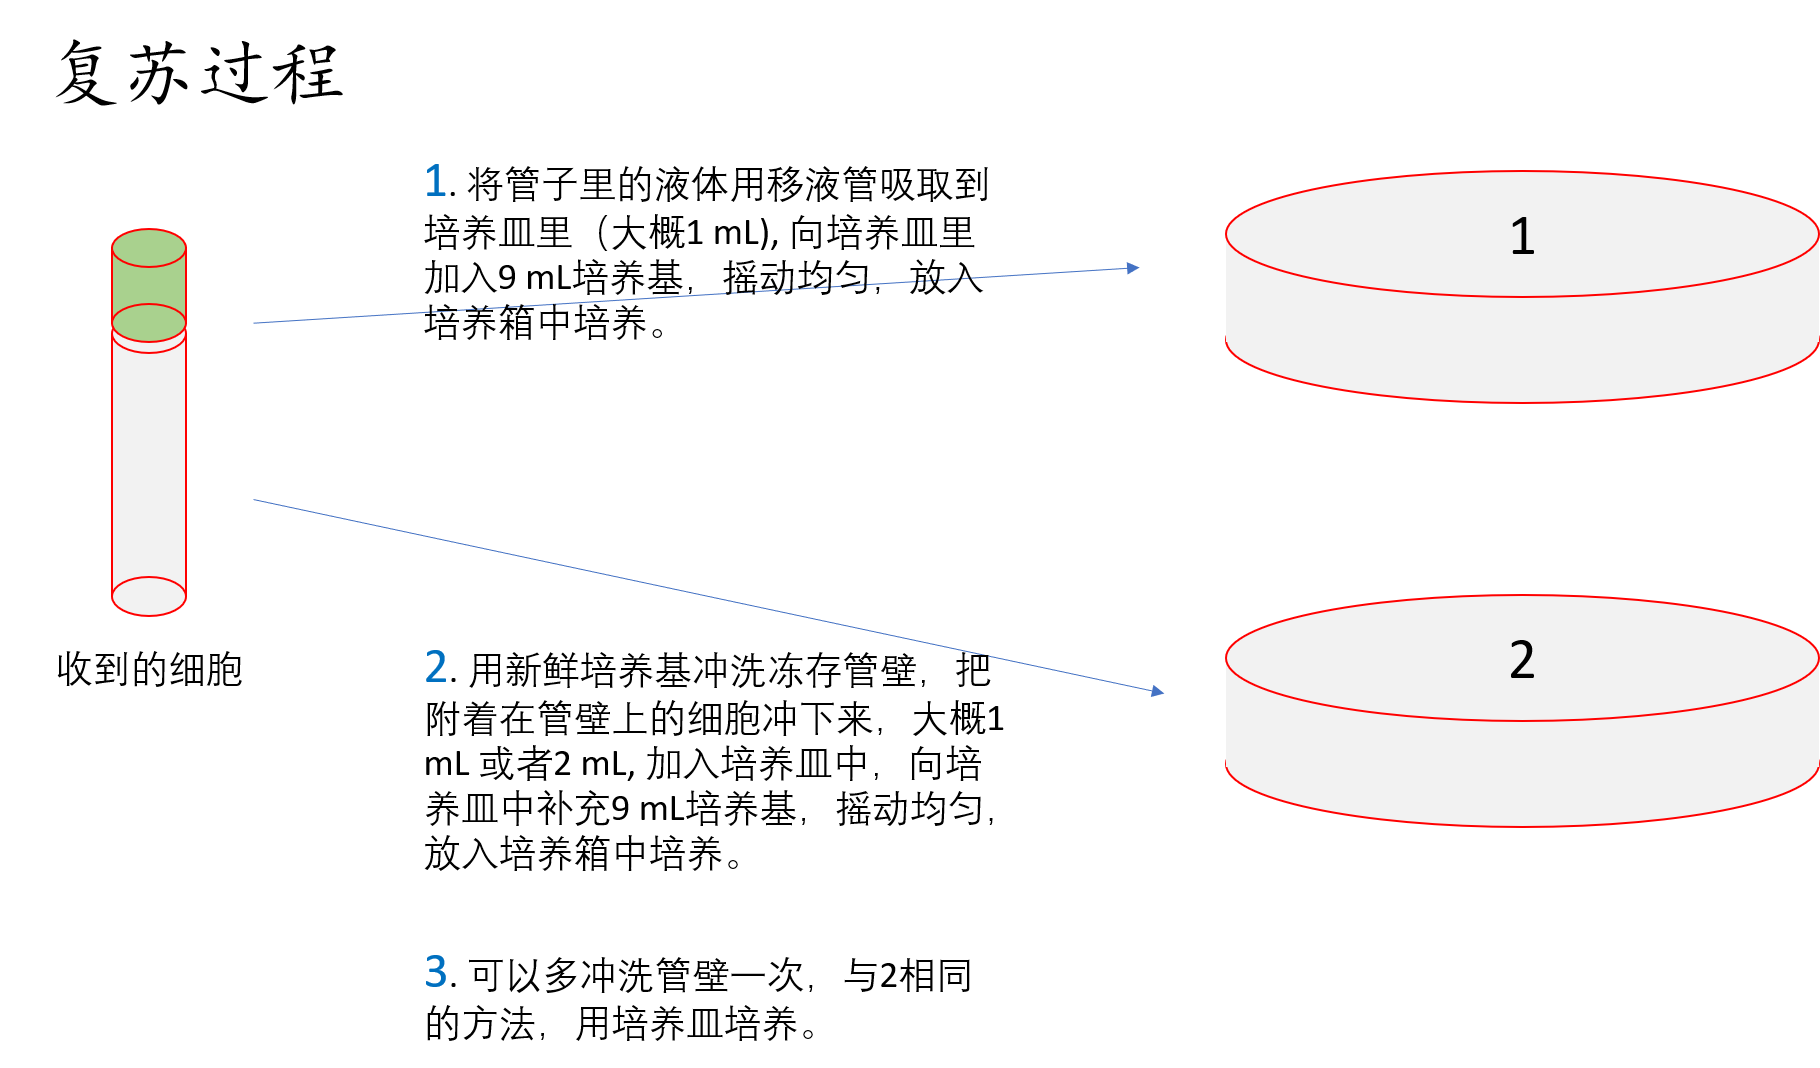 复苏过程
1. 将管子里的液体用移液管吸取到
培养皿里（大概1 mL), 向培养皿里
加入9 mL培养基，摇动均匀，放入
培养箱中培养。
1
收到的细胞
2. 用新鲜培养基冲洗冻存管壁，把
附着在管壁上的细胞冲下来，大概1
mL 或者2 mL, 加入培养皿中，向培
养皿中补充9 mL培养基，摇动均匀，
放入培养箱中培养。
2
3. 可以多冲洗管壁一次，与2相同
的方法，用培养皿培养。